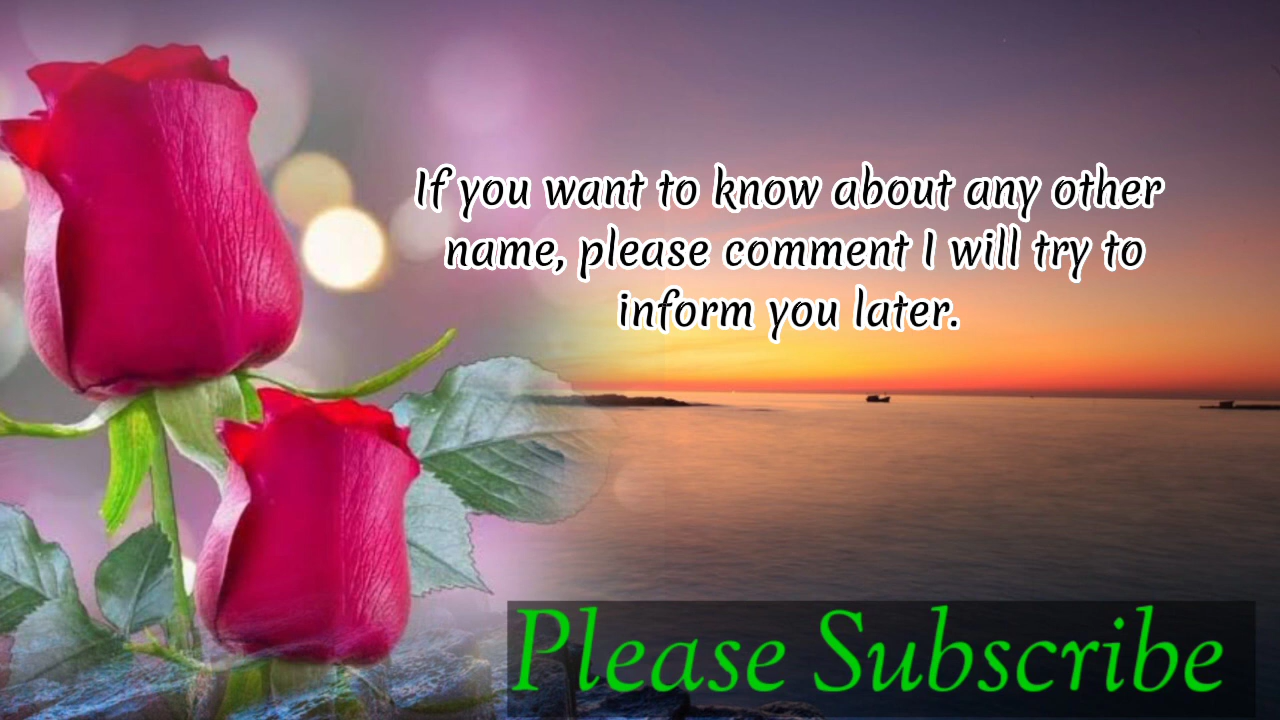 If you want to know about any other
name, please comment I will try to
inform you later.
Please Subscribe